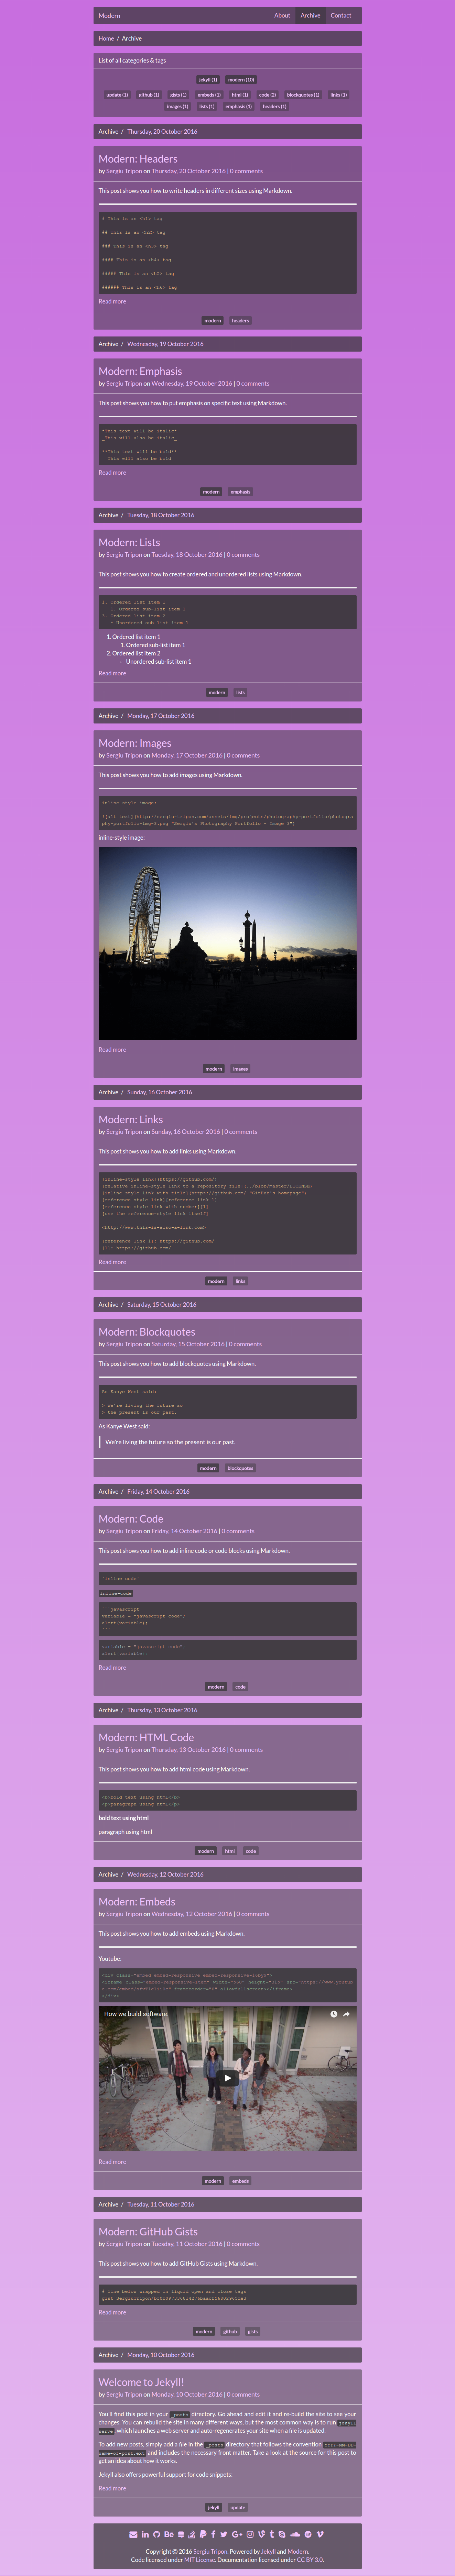 Modern
About Archive Contact
Home / Archive
List of all categories & tags
jekyll (1) modern (10)
update (1) github (1) gists (1) embeds (1) html (1) code (2) blockquotes (1) links (1)
images (1) lists (1) emphasis (1) headers (1)
Archive / Thursday, 20 October 2016
Modern: Headers
by Sergiu Tripon on Thursday, 20 October 2016 | 0 comments
This post shows you how to write headers in different sizes using Markdown.
# This is an <h1> tag
## This is an <h2> tag
### This is an <h3> tag
#### This is an <h4> tag
##### This is an <h5> tag
###### This is an <h6> tag
Read more
modern headers
Archive / Wednesday, 19 October 2016
Modern: Emphasis
by Sergiu Tripon on Wednesday, 19 October 2016 | 0 comments
This post shows you how to put emphasis on specific text using Markdown.
*This text will be italic*
_This will also be italic_
**This text will be bold**
__This will also be bold__
Read more
modern emphasis
Archive / Tuesday, 18 October 2016
Modern: Lists
by Sergiu Tripon on Tuesday, 18 October 2016 | 0 comments
This post shows you how to create ordered and unordered lists using Markdown.
1. Ordered list item 1
1. Ordered sub-list item 1
2. Ordered list item 2
* Unordered sub-list item 1
1. Ordered list item 1
1. Ordered sub-list item 1
2. Ordered list item 2
Unordered sub-list item 1
Read more
modern lists
Archive / Monday, 17 October 2016
Modern: Images
by Sergiu Tripon on Monday, 17 October 2016 | 0 comments
This post shows you how to add images using Markdown.
inline-style image:
![alt text](http://sergiu-tripon.com/assets/img/projects/photography-portfolio/photogra
phy-portfolio-img-3.png "Sergiu's Photography Portfolio - Image 3")
inline-style image:
Read more
modern images
Archive / Sunday, 16 October 2016
Modern: Links
by Sergiu Tripon on Sunday, 16 October 2016 | 0 comments
This post shows you how to add links using Markdown.
[inline-style link](https://github.com/)
[relative inline-style link to a repository file](../blob/master/LICENSE)
[inline-style link with title](https://github.com/ "GitHub's homepage")
[reference-style link][reference link 1]
[reference-style link with number][1]
[use the reference-style link itself]
<http://www.this-is-also-a-link.com>
[reference link 1]: https://github.com/
[1]: https://github.com/
Read more
modern links
Archive / Saturday, 15 October 2016
Modern: Blockquotes
by Sergiu Tripon on Saturday, 15 October 2016 | 0 comments
This post shows you how to add blockquotes using Markdown.
As Kanye West said:
> We're living the future so
> the present is our past.
As Kanye West said:
We're living the future so the present is our past.
modern blockquotes
Archive / Friday, 14 October 2016
Modern: Code
by Sergiu Tripon on Friday, 14 October 2016 | 0 comments
This post shows you how to add inline code or code blocks using Markdown.
`inline code`
inline-code
```javascript
variable = "javascript code";
alert(variable);
variable = "javascript code"
alert variable
Read more
modern code
Archive / Thursday, 13 October 2016
Modern: HTML Code
by Sergiu Tripon on Thursday, 13 October 2016 | 0 comments
This post shows you how to add html code using Markdown.
<b>bold text using html</b>
<p>paragraph using html</p>
bold text using html
paragraph using html
modern html code
Archive / Wednesday, 12 October 2016
Modern: Embeds
by Sergiu Tripon on Wednesday, 12 October 2016 | 0 comments
This post shows you how to add embeds using Markdown.
Youtube:
<div class="embed embed-responsive embed-responsive-16by9">
</div>
How we build software
Read more
modern embeds
Archive / Tuesday, 11 October 2016
Modern: GitHub Gists
by Sergiu Tripon on Tuesday, 11 October 2016 | 0 comments
This post shows you how to add GitHub Gists using Markdown.
# line below wrapped in liquid open and close tags
Read more
modern github gists
Archive / Monday, 10 October 2016
Welcome to Jekyll!
by Sergiu Tripon on Monday, 10 October 2016 | 0 comments
You'll find this post in your _posts directory. Go ahead and edit it and re-build the site to see your
changes. You can rebuild the site in many different ways, but the most common way is to run jekyll
serve, which launches a web server and auto-regenerates your site when a file is updated.
To add new posts, simply add a file in the _posts directory that follows the convention YYYY-MM-DD-
name-of-post.ext and includes the necessary front matter. Take a look at the source for this post to
get an idea about how it works.
Jekyll also offers powerful support for code snippets:
Read more
jekyll update
Copyright © 2016 Sergiu Tripon. Powered by Jekyll and Modern.
Code licensed under MIT License. Documentation licensed under CC BY 3.0.